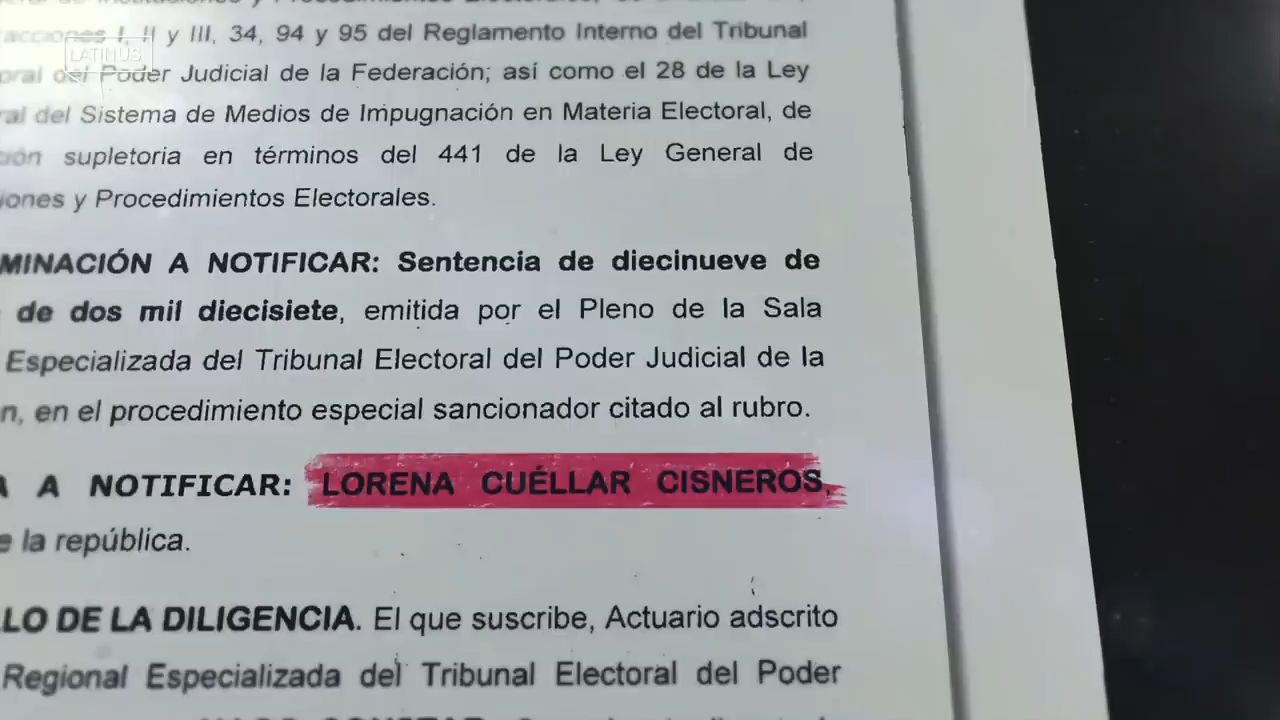 LATINUS
I, II y III, 34, 94 y 95 del Reglamento Interno del Tribunal
del Poder Judicial de la Federación; así como el 28 de la Ley
del Sistema de Medios de Impugnación en Materia Electoral, de
supletoria en términos del 441 de la Ley General de
y Procedimientos Electorales.
MINACIÓN A NOTIFICAR: Sentencia de diecinueve de
de dos mil diecisiete, emitida por el Pleno de la Sala
Especializada del Tribunal Electoral del Poder Judicial de la
n, en el procedimiento especial sancionador citado al rubro.
A A NOTIFICAR: LORENA CUÉLLAR CISNEROS,
e la república.
LO DE LA DILIGENCIA. El que suscribe, Actuario adscrito
Regional Especializada del Tribunal Electoral del Poder